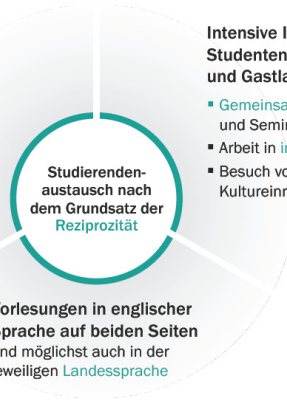 Intensive
Studenten
und Gastla
Gemeinsa
und Semin
Arbeit in
Besuch vo
Kulturein
Studierenden-
austausch nach
dem Grundsatz der
Reziprozität
orlesungen in englischer
prache auf beiden Seiten
nd möglichst auch in der
eweiligen Landessprache